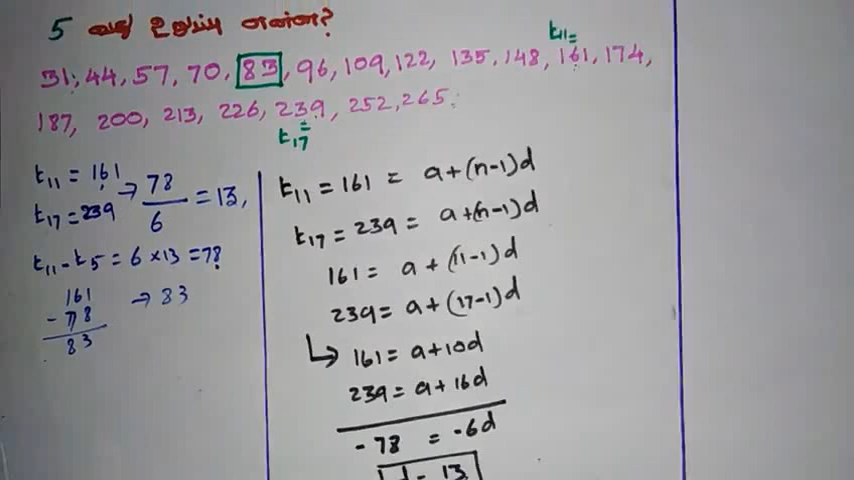 5 வது உறுப்பு என்ன?
t11=
31, 44, 57, 70, 83, 96, 109, 122, 135, 148, 161, 174,
187, 200, 213, 226, 239, 252, 265.
t17=
t11 = 161
t17 = 239
→ 78/6 = 13,
t11 - t5 = 6 × 13 = 78
161
- 78
83
→ 83
t11 = 161 = a+(n-1)d
t17 = 239 = a+(n-1)d
161 = a + (11-1)d
239 = a + (17-1)d
↳ 161 = a+10d
239 = a + 16d
- 78 = -6d
d = 13